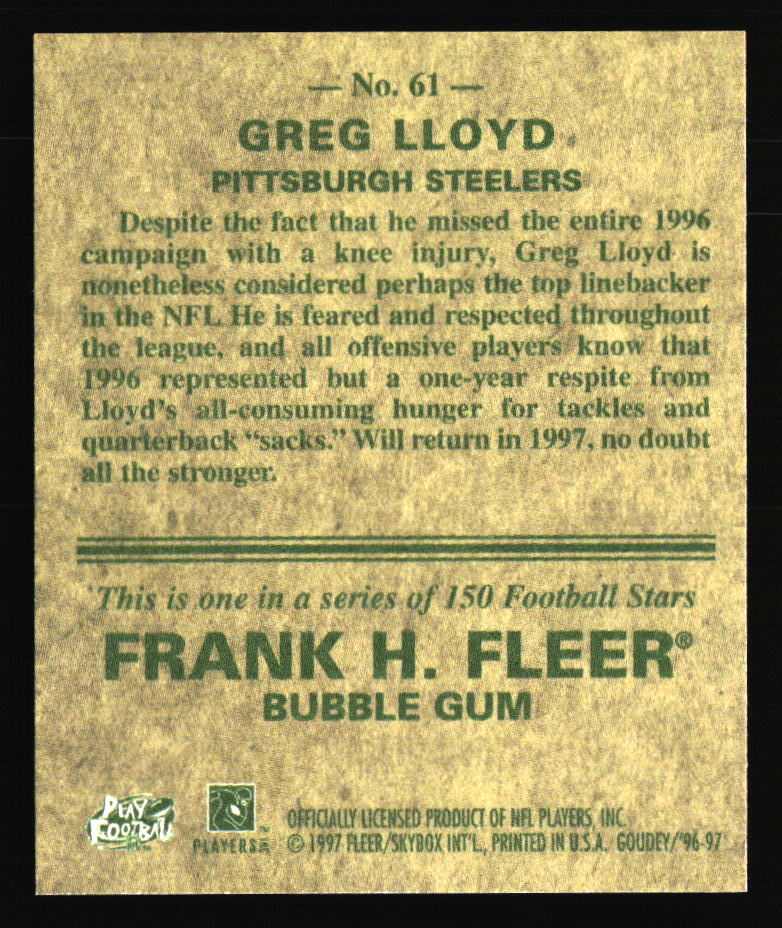 — No. 61 —
GREG LLOYD
PITTSBURGH STEELERS
Despite the fact that he missed the entire 1996
campaign with a knee injury, Greg Lloyd is
nonetheless considered perhaps the top linebacker
in the NFL He is feared and respected throughout
the league, and all offensive players know that
1996 represented but a one-year respite from
Lloyd's all-consuming hunger for tackles and
quarterback “sacks.” Will return in 1997, no doubt
all the stronger.
This is one in a series of 150 Football Stars
FRANK H. FLEER®
BUBBLE GUM
PLAY
FOOTBALL
PLAYERS INC
OFFICIALLY LICENSED PRODUCT OF NFL PLAYERS, INC.
© 1997 FLEER/SKYBOX INT'L., PRINTED IN U.S.A. GOUDEY/'96-97